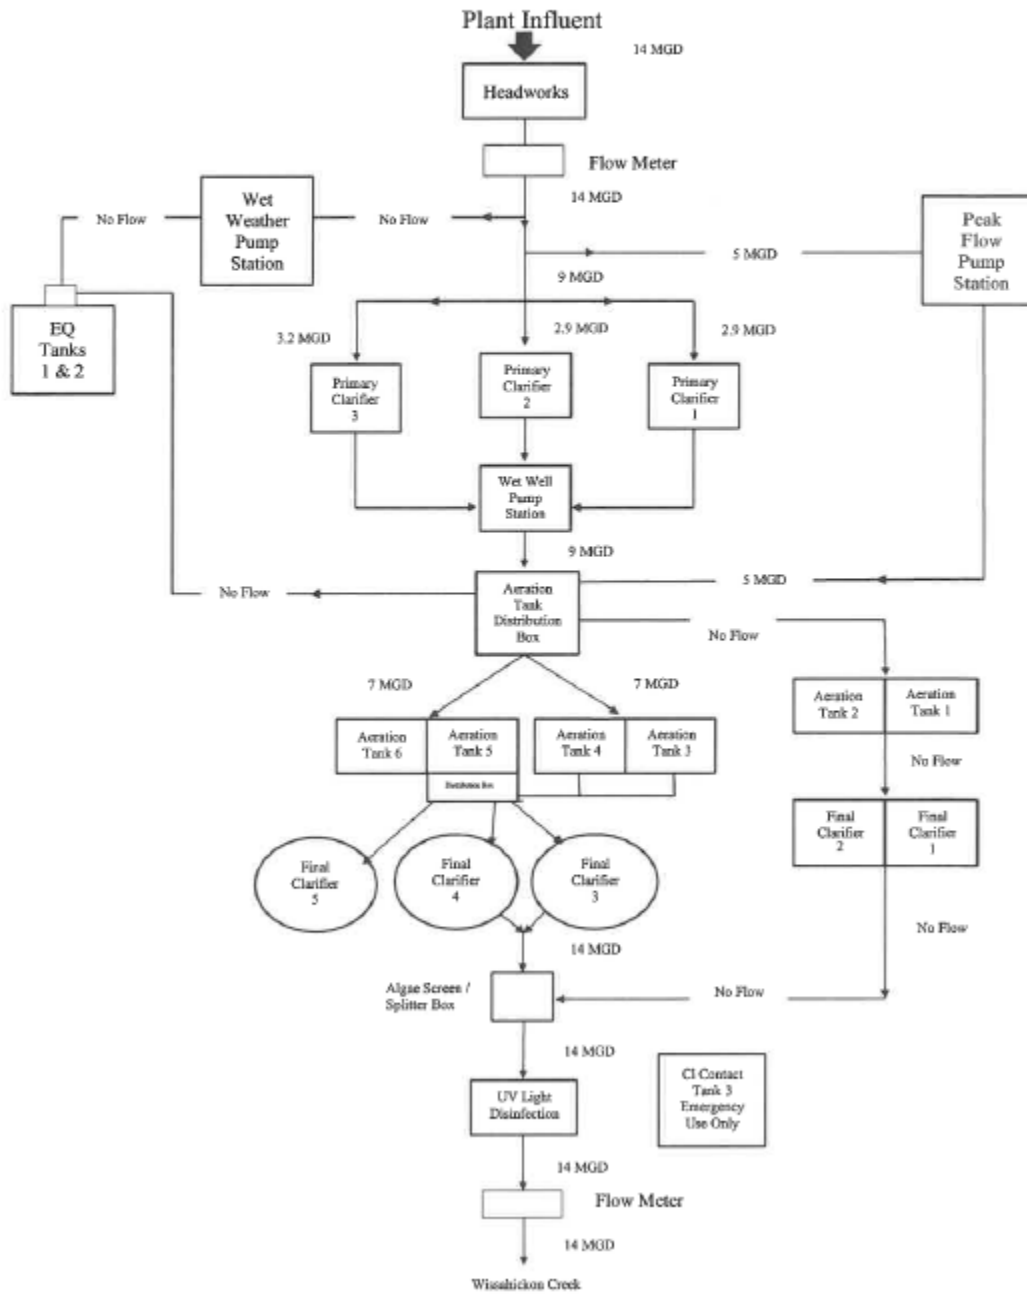 Plant Influent
14 MGD
Headworks
Flow Meter
14 MGD
Wet
Weather
Pump
Station
No Flow
No Flow
Peak
Flow
Pump
Station
5 MGD
9 MGD
EQ
Tanks
1 & 2
3.2 MGD
2.9 MGD
2.9 MGD
Primary
Clarifier
3
Primary
Clarifier
2
Primary
Clarifier
1
Wet Well
Pump
Station
9 MGD
No Flow
Aeration
Tank
Distribution
Box
5 MGD
No Flow
7 MGD
7 MGD
Aeration
Tank 2
Aeration
Tank 1
Aeration
Tank 6
Aeration
Tank 5
Aeration
Tank 4
Aeration
Tank 3
No Flow
Distribution Box
Final
Clarifier
2
Final
Clarifier
1
Final
Clarifier
5
Final
Clarifier
4
Final
Clarifier
3
No Flow
14 MGD
Algae Screen /
Splitter Box
No Flow
14 MGD
UV Light
Disinfection
Cl Contact
Tank 3
Emergency
Use Only
14 MGD
Flow Meter
14 MGD
Wissahickon Creek